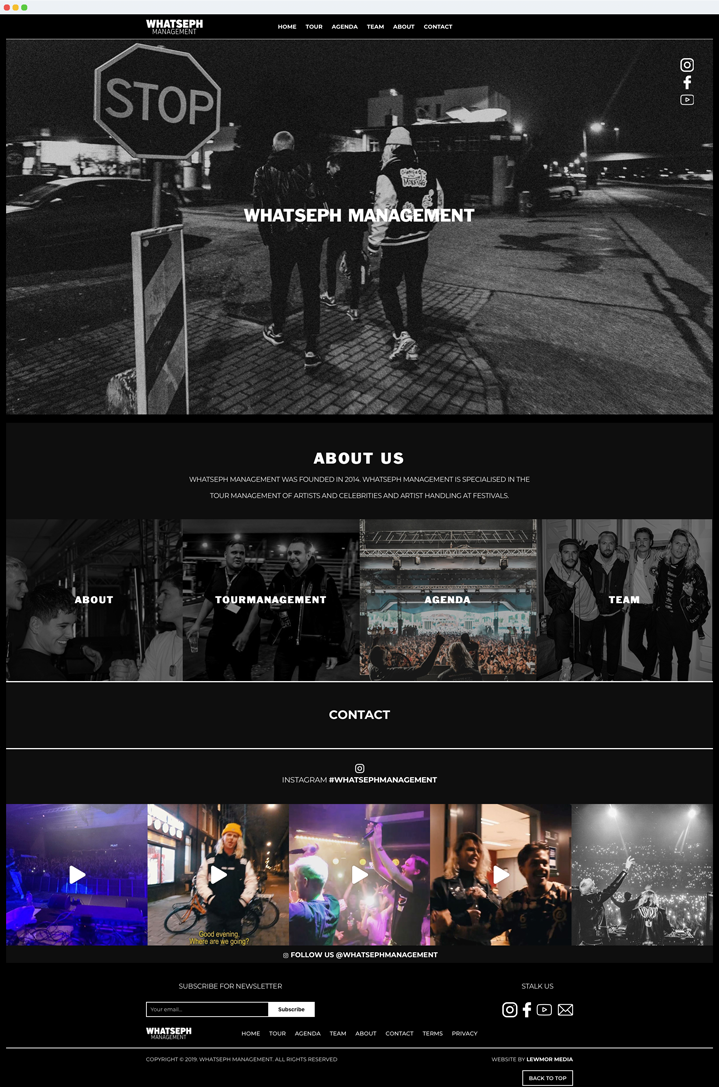 WHATSEPH
MANAGEMENT
HOME TOUR AGENDA TEAM ABOUT CONTACT
STOP
WHATSEPH MANAGEMENT
ABOUT US
WHATSEPH MANAGEMENT WAS FOUNDED IN 2014. WHATSEPH MANAGEMENT IS SPECIALISED IN THE
TOUR MANAGEMENT OF ARTISTS AND CELEBRITIES AND ARTIST HANDLING AT FESTIVALS.
ABOUT TOURMANAGEMENT AGENDA TEAM
CONTACT
INSTAGRAM #WHATSEPHMANAGEMENT
Good evening,
Where are we going?
FOLLOW US @WHATSEPHMANAGEMENT
SUBSCRIBE FOR NEWSLETTER STALK US
Your email... Subscribe
WHATSEPH
MANAGEMENT
HOME TOUR AGENDA TEAM ABOUT CONTACT TERMS PRIVACY
COPYRIGHT © 2019. WHATSEPH MANAGEMENT. ALL RIGHTS RESERVED WEBSITE BY LEWMOR MEDIA
BACK TO TOP